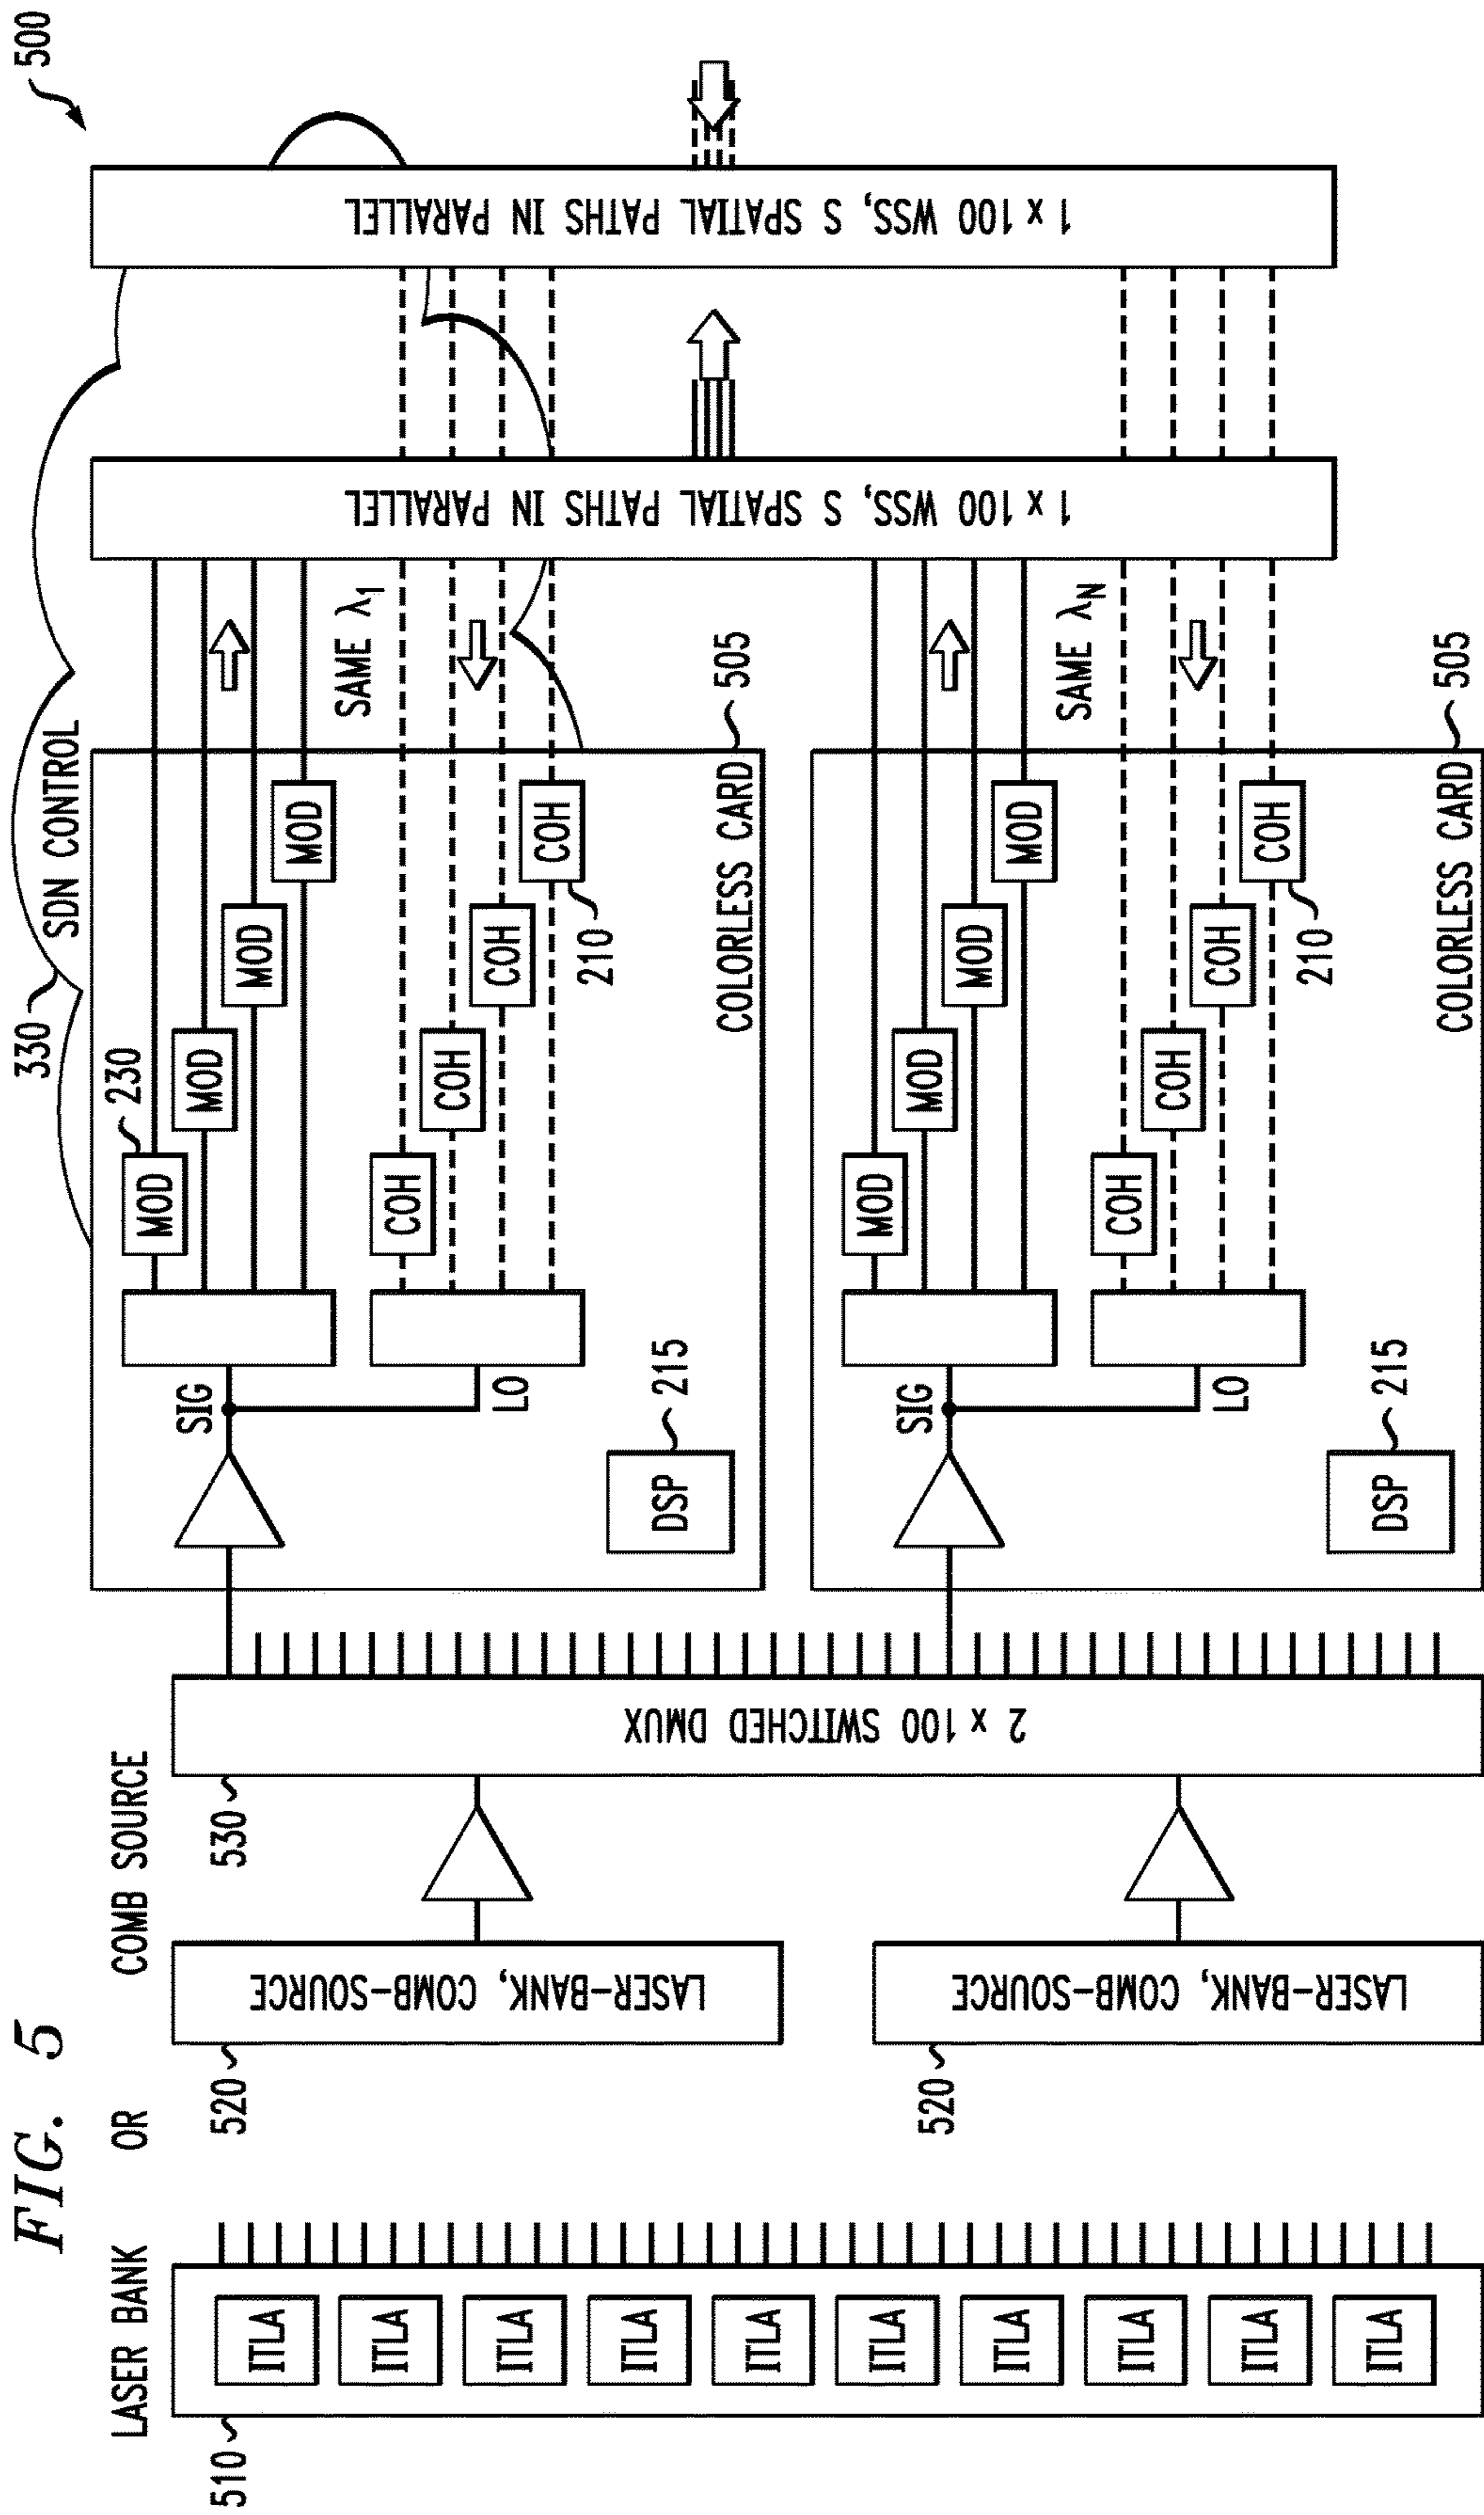 FIG. 5
500
LASER BANK
OR
COMB SOURCE
510
ITLA
ITLA
ITLA
ITLA
ITLA
ITLA
ITLA
ITLA
ITLA
ITLA
520
LASER-BANK, COMB-SOURCE
520
LASER-BANK, COMB-SOURCE
530
2 x 100 SWITCHED DMUX
330
SDN CONTROL
SIG
LO
230
MOD
MOD
MOD
MOD
COH
COH
COH
COH
210
DSP
215
COLORLESS CARD
505
SAME λ1
SIG
LO
MOD
MOD
MOD
MOD
COH
COH
COH
COH
210
DSP
215
COLORLESS CARD
505
SAME λN
1 x 100 WSS, S SPATIAL PATHS IN PARALLEL
1 x 100 WSS, S SPATIAL PATHS IN PARALLEL